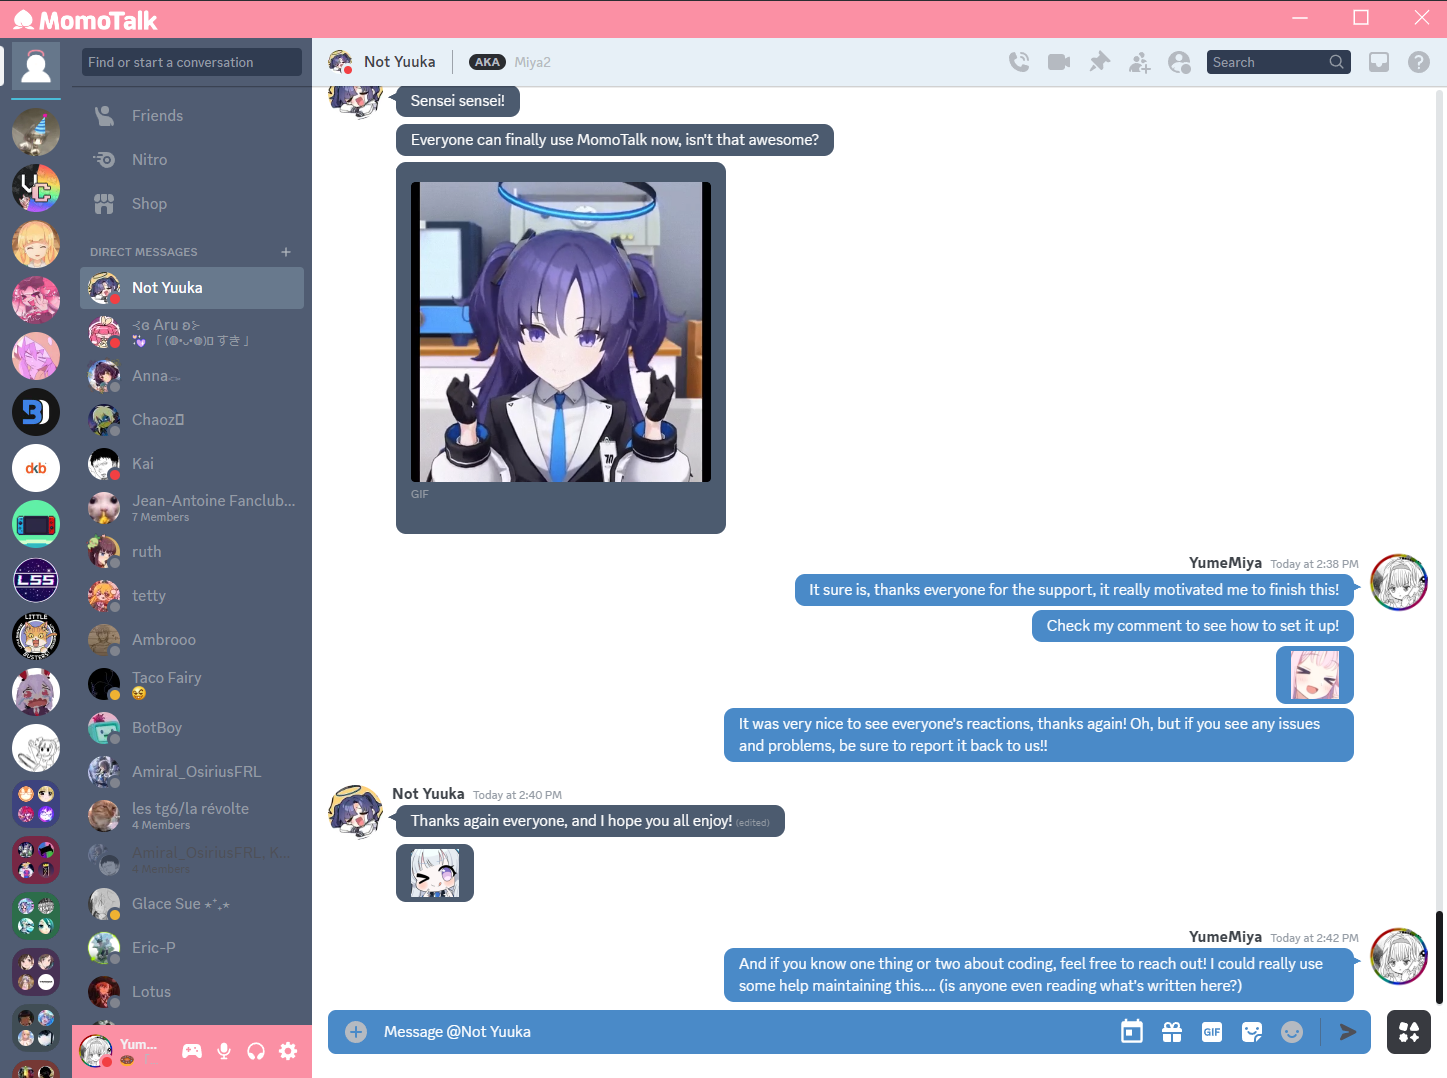 MomoTalk
Find or start a conversation
Not Yuuka
AKA
Miya2
Search
Friends
Nitro
Shop
DIRECT MESSAGES
Not Yuuka
Aru
すき」
Anna
Chaoz
Kai
Jean-Antoine Fanclub...
7 Members
ruth
tetty
Ambrooo
Taco Fairy
BotBoy
Amiral_OsiriusFRL
les tg6/la révolte
4 Members
Amiral_OsiriusFRL, K...
4 Members
Glace Sue
Eric-P
Lotus
Yum...
dkb
LSS
LITTLE
BUSTERS
Sensei sensei!
Everyone can finally use MomoTalk now, isn't that awesome?
GIF
YumeMiya Today at 2:38 PM
It sure is, thanks everyone for the support, it really motivated me to finish this!
Check my comment to see how to set it up!
It was very nice to see everyone's reactions, thanks again! Oh, but if you see any issues
and problems, be sure to report it back to us!!
Not Yuuka Today at 2:40 PM
Thanks again everyone, and I hope you all enjoy! (edited)
YumeMiya Today at 2:42 PM
And if you know one thing or two about coding, feel free to reach out! I could really use
some help maintaining this.... (is anyone even reading what's written here?)
Message @Not Yuuka
GIF